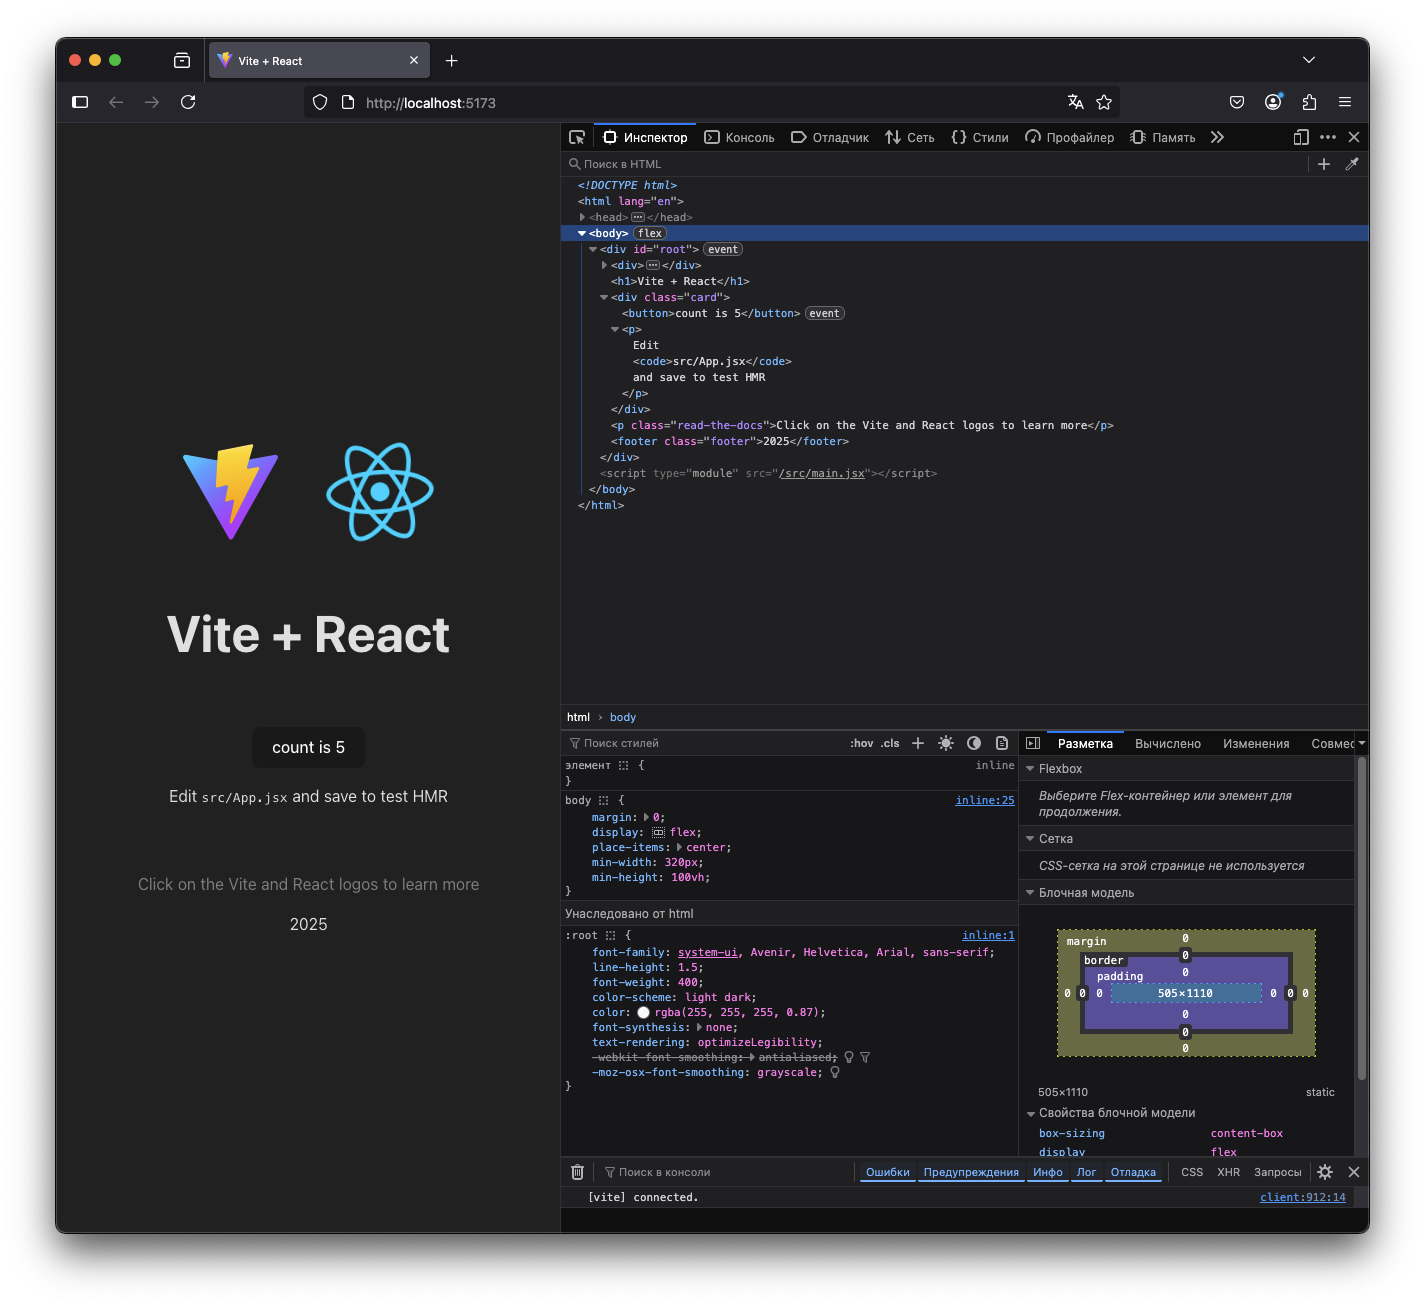 Vite + React
http://localhost:5173
Vite + React
count is 5
Edit src/App.jsx and save to test HMR
Click on the Vite and React logos to learn more
2025
Инспектор Консоль Отладчик Сеть Стили Профайлер Память
Поиск в HTML
<!DOCTYPE html>
<html lang="en">
<head></head>
<body> flex
<div id="root"> event
<div></div>
<h1>Vite + React</h1>
<div class="card">
<button>count is 5</button> event
<p>
Edit
<code>src/App.jsx</code>
and save to test HMR
</p>
</div>
<p class="read-the-docs">Click on the Vite and React logos to learn more</p>
<footer class="footer">2025</footer>
</div>
<script type="module" src="/src/main.jsx"></script>
</body>
</html>
html › body
Поиск стилей :hov .cls
элемент { inline
}
body { inline:25
margin: 0;
display: flex;
place-items: center;
min-width: 320px;
min-height: 100vh;
}
Унаследовано от html
:root { inline:1
font-family: system-ui, Avenir, Helvetica, Arial, sans-serif;
line-height: 1.5;
font-weight: 400;
color-scheme: light dark;
color: rgba(255, 255, 255, 0.87);
font-synthesis: none;
text-rendering: optimizeLegibility;
-webkit-font-smoothing: antialiased;
-moz-osx-font-smoothing: grayscale;
}
Разметка Вычислено Изменения Совмес
Flexbox
Выберите Flex-контейнер или элемент для
продолжения.
Сетка
CSS-сетка на этой странице не используется
Блочная модель
margin 0
border 0
padding 0
0 0 0 505×1110 0 0 0
0
0
0
505×1110 static
Свойства блочной модели
box-sizing content-box
display flex
Поиск в консоли Ошибки Предупреждения Инфо Лог Отладка CSS XHR Запросы
[vite] connected. client:912:14